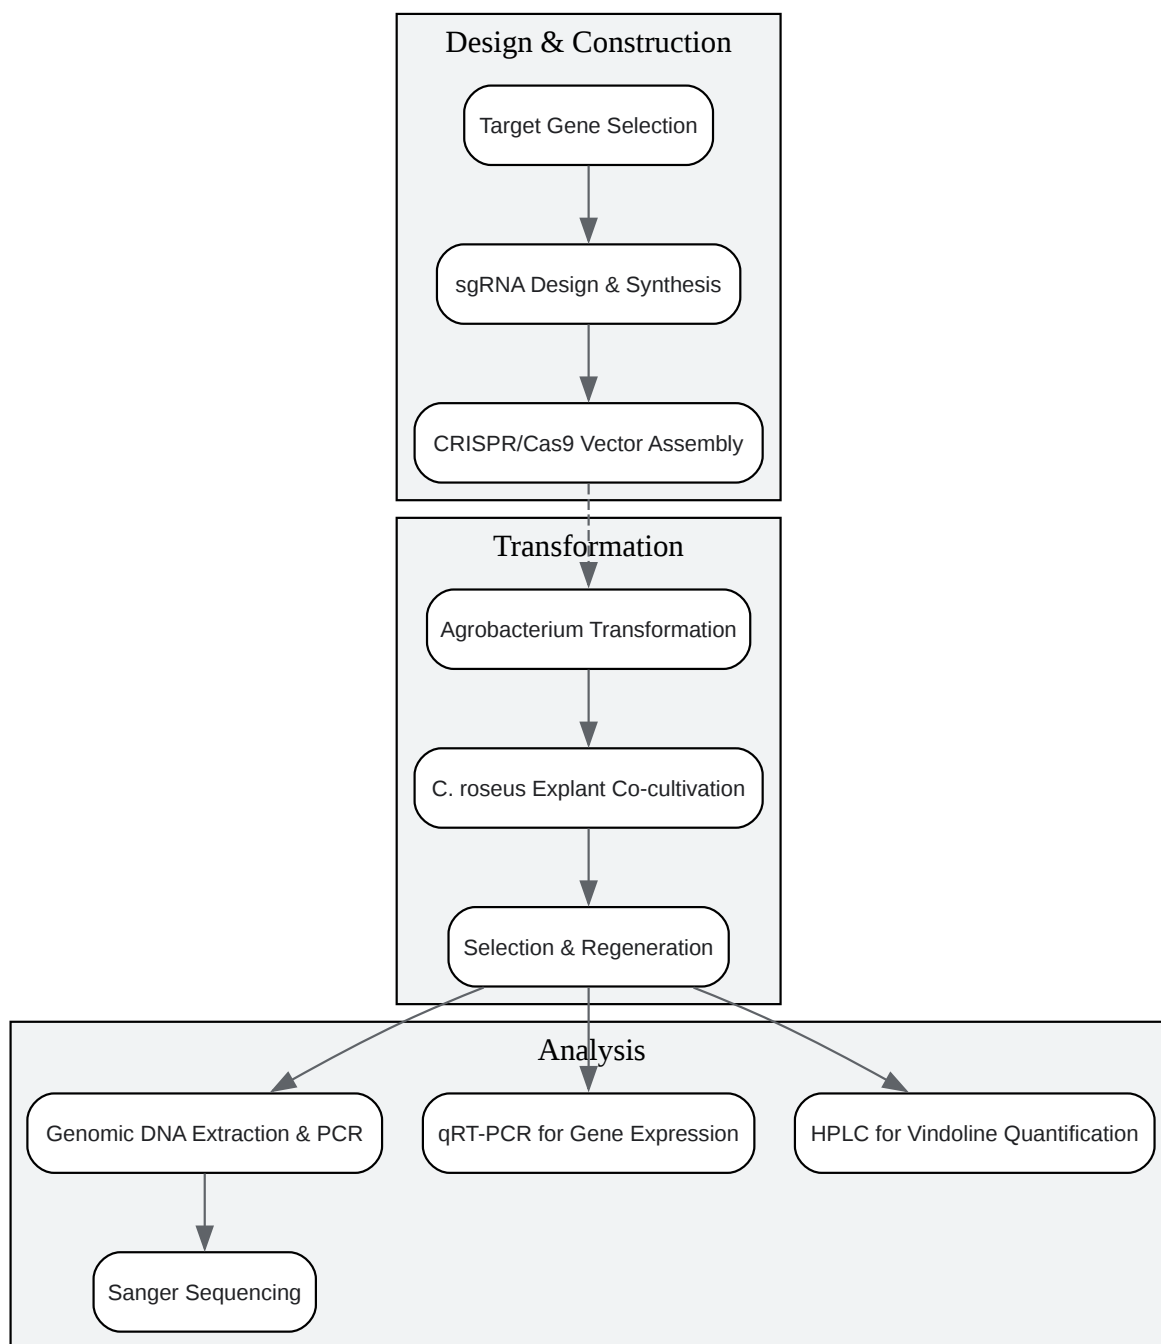 Design & Construction
Target Gene Selection
sgRNA Design & Synthesis
CRISPR/Cas9 Vector Assembly
Transformation
Agrobacterium Transformation
C. roseus Explant Co-cultivation
Selection & Regeneration
Analysis
Genomic DNA Extraction & PCR
qRT-PCR for Gene Expression
HPLC for Vindoline Quantification
Sanger Sequencing